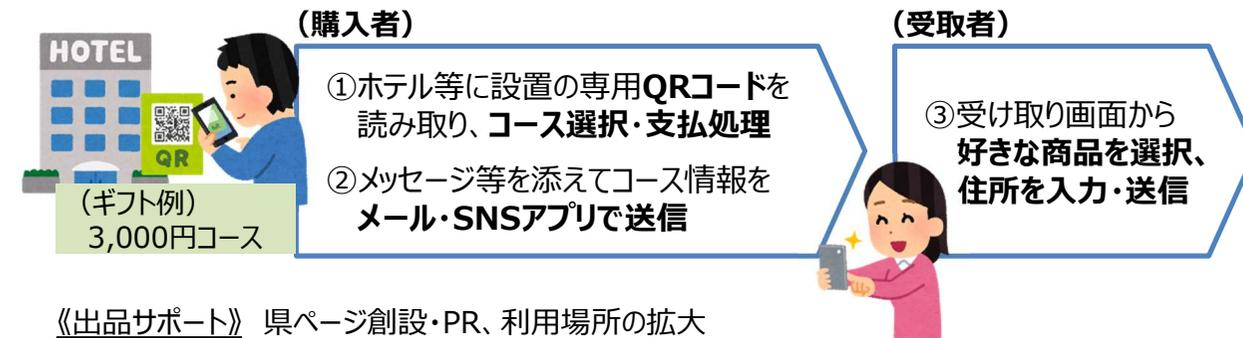 (購入者)
(受取者)
HOTEL
QR
①ホテル等に設置の専用QRコードを
読み取り、コース選択・支払処理
②メッセージ等を添えてコース情報を
メール・SNSアプリで送信
(ギフト例)
3,000円コース
③受け取り画面から
好きな商品を選択、
住所を入力・送信
《出品サポート》 県ページ創設・PR、利用場所の拡大